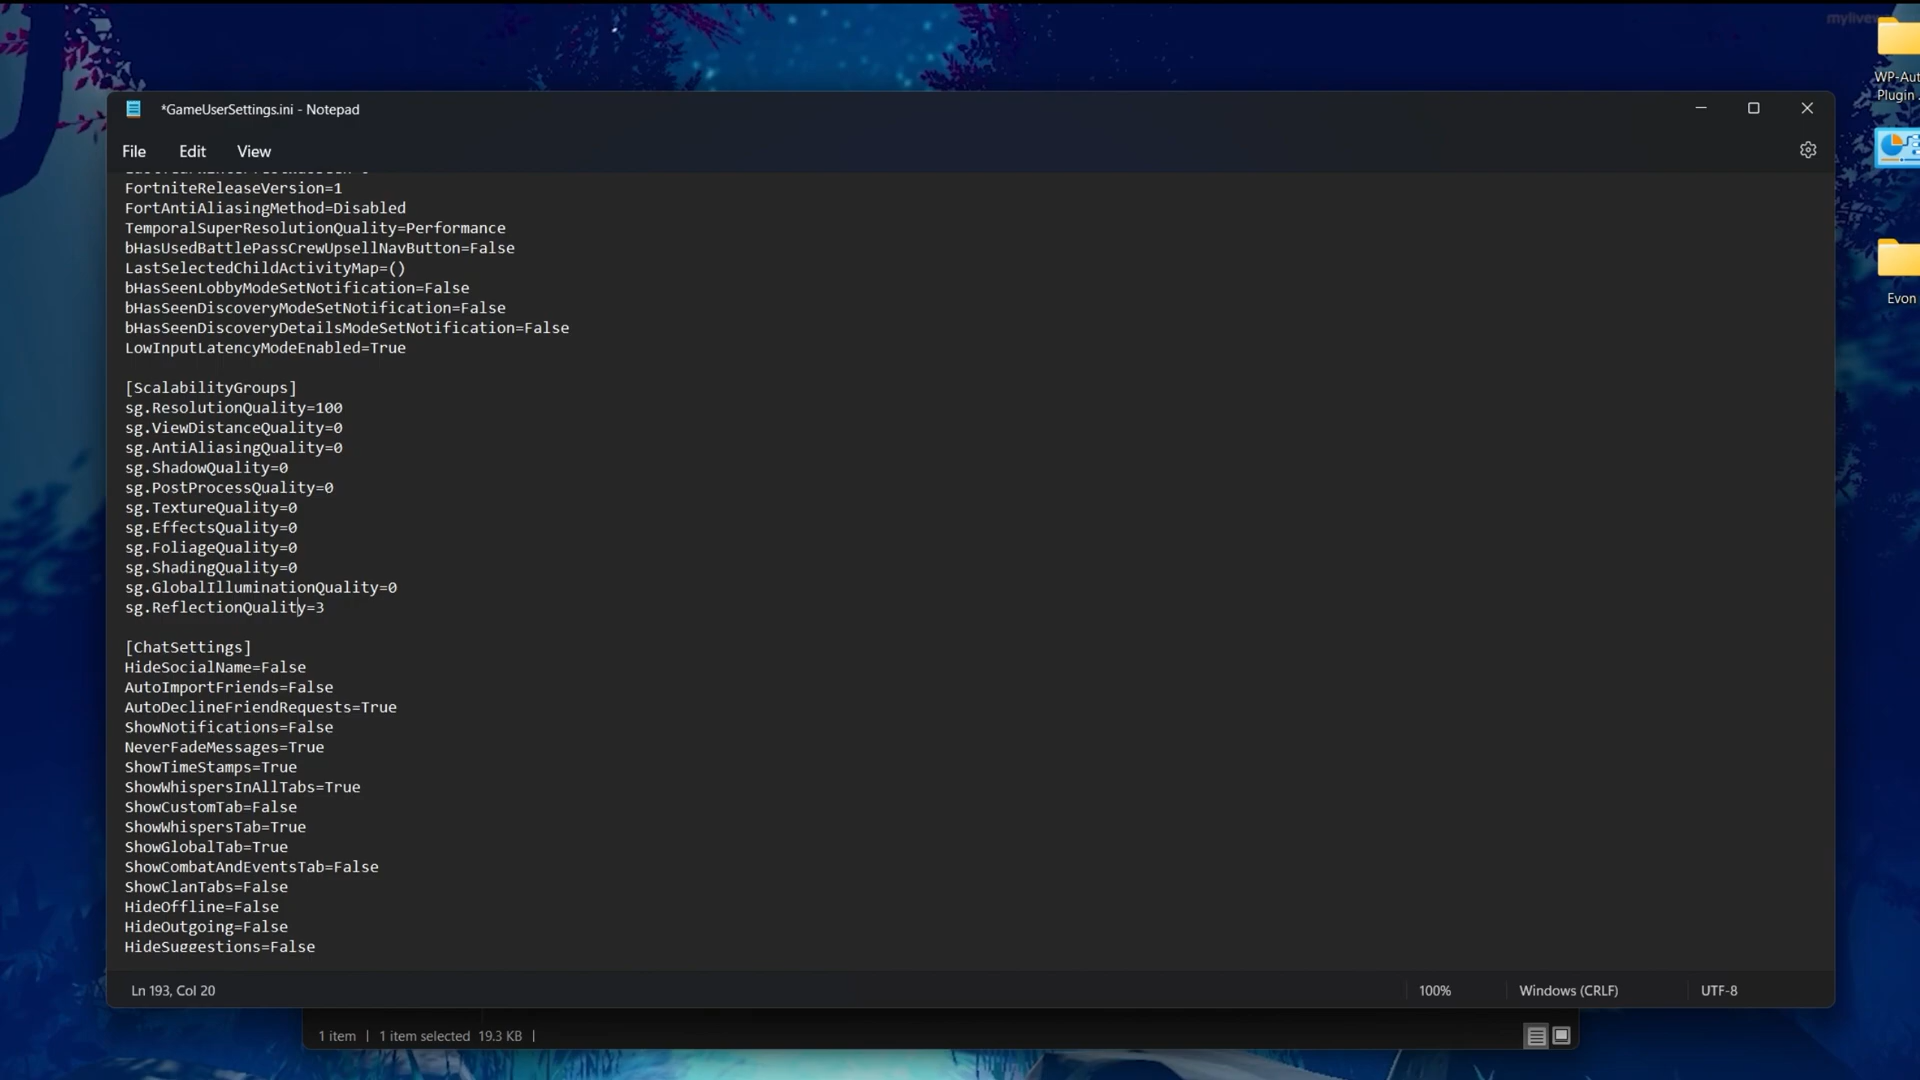 WP-Aut
Plugin
*GameUserSettings.ini - Notepad
File Edit View
FortniteReleaseVersion=1
FortAntiAliasingMethod=Disabled
TemporalSuperResolutionQuality=Performance
bHasUsedBattlePassCrewUpsellNavButton=False
LastSelectedChildActivityMap=()
bHasSeenLobbyModeSetNotification=False
bHasSeenDiscoveryModeSetNotification=False
bHasSeenDiscoveryDetailsModeSetNotification=False
LowInputLatencyModeEnabled=True
[ScalabilityGroups]
sg.ResolutionQuality=100
sg.ViewDistanceQuality=0
sg.AntiAliasingQuality=0
sg.ShadowQuality=0
sg.PostProcessQuality=0
sg.TextureQuality=0
sg.EffectsQuality=0
sg.FoliageQuality=0
sg.ShadingQuality=0
sg.GlobalIlluminationQuality=0
sg.ReflectionQuality=3
[ChatSettings]
HideSocialName=False
AutoImportFriends=False
AutoDeclineFriendRequests=True
ShowNotifications=False
NeverFadeMessages=True
ShowTimeStamps=True
ShowWhispersInAllTabs=True
ShowCustomTab=False
ShowWhispersTab=True
ShowGlobalTab=True
ShowCombatAndEventsTab=False
ShowClanTabs=False
HideOffline=False
HideOutgoing=False
HideSuggestions=False
Evon
Ln 193, Col 20 100% Windows (CRLF) UTF-8
1 item | 1 item selected 19.3 KB |